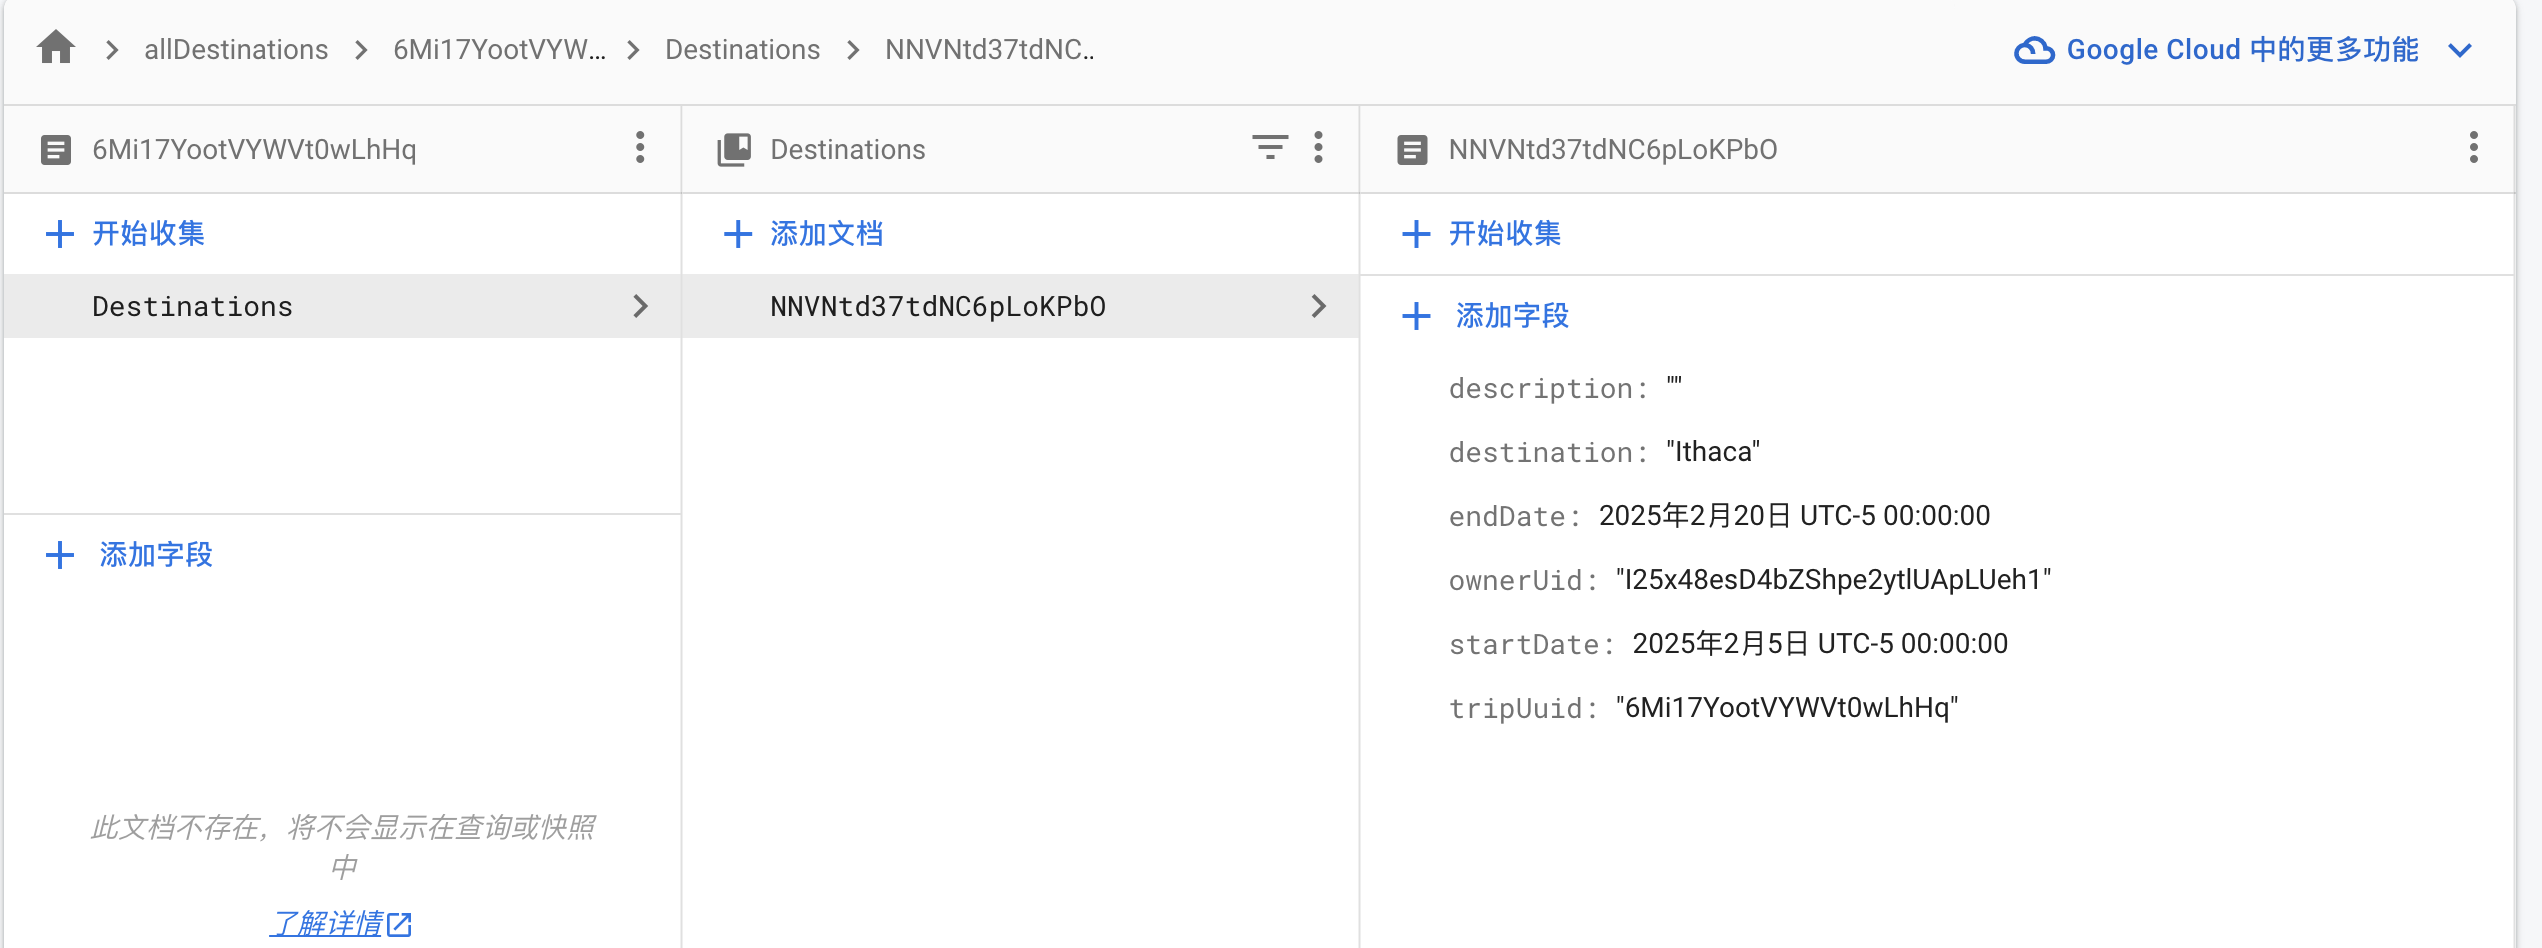 allDestinations
6Mi17YootVYW...
Destinations
NNVNtd37tdNC..
Google Cloud 中的更多功能
6Mi17YootVYWVt0wLhHq
开始收集
Destinations
添加字段
此文档不存在，将不会显示在查询或快照
中
了解详情
Destinations
添加文档
NNVNtd37tdNC6pLoKPbO
NNVNtd37tdNC6pLoKPbO
开始收集
添加字段
description: ""
destination: "Ithaca"
endDate: 2025年2月20日 UTC-5 00:00:00
ownerUid: "I25x48esD4bZShpe2ytlUApLUeh1"
startDate: 2025年2月5日 UTC-5 00:00:00
tripUuid: "6Mi17YootVYWVt0wLhHq"